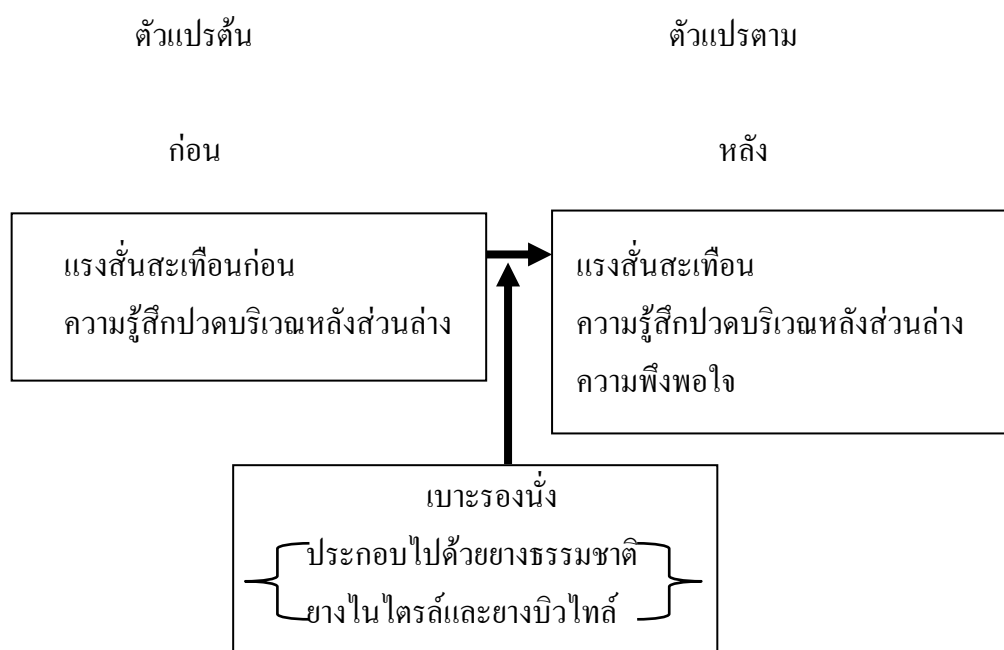 ตัวแปรต้น
ตัวแปรตาม
ก่อน
หลัง
แรงสั่นสะเทือนก่อน
ความรู้สึกปวดบริเวณหลังส่วนล่าง
แรงสั่นสะเทือน
ความรู้สึกปวดบริเวณหลังส่วนล่าง
ความพึงพอใจ
เบาะรองนั่ง
ประกอบไปด้วยยางธรรมชาติ
ยางไนไตรล์และยางบิวไทล์